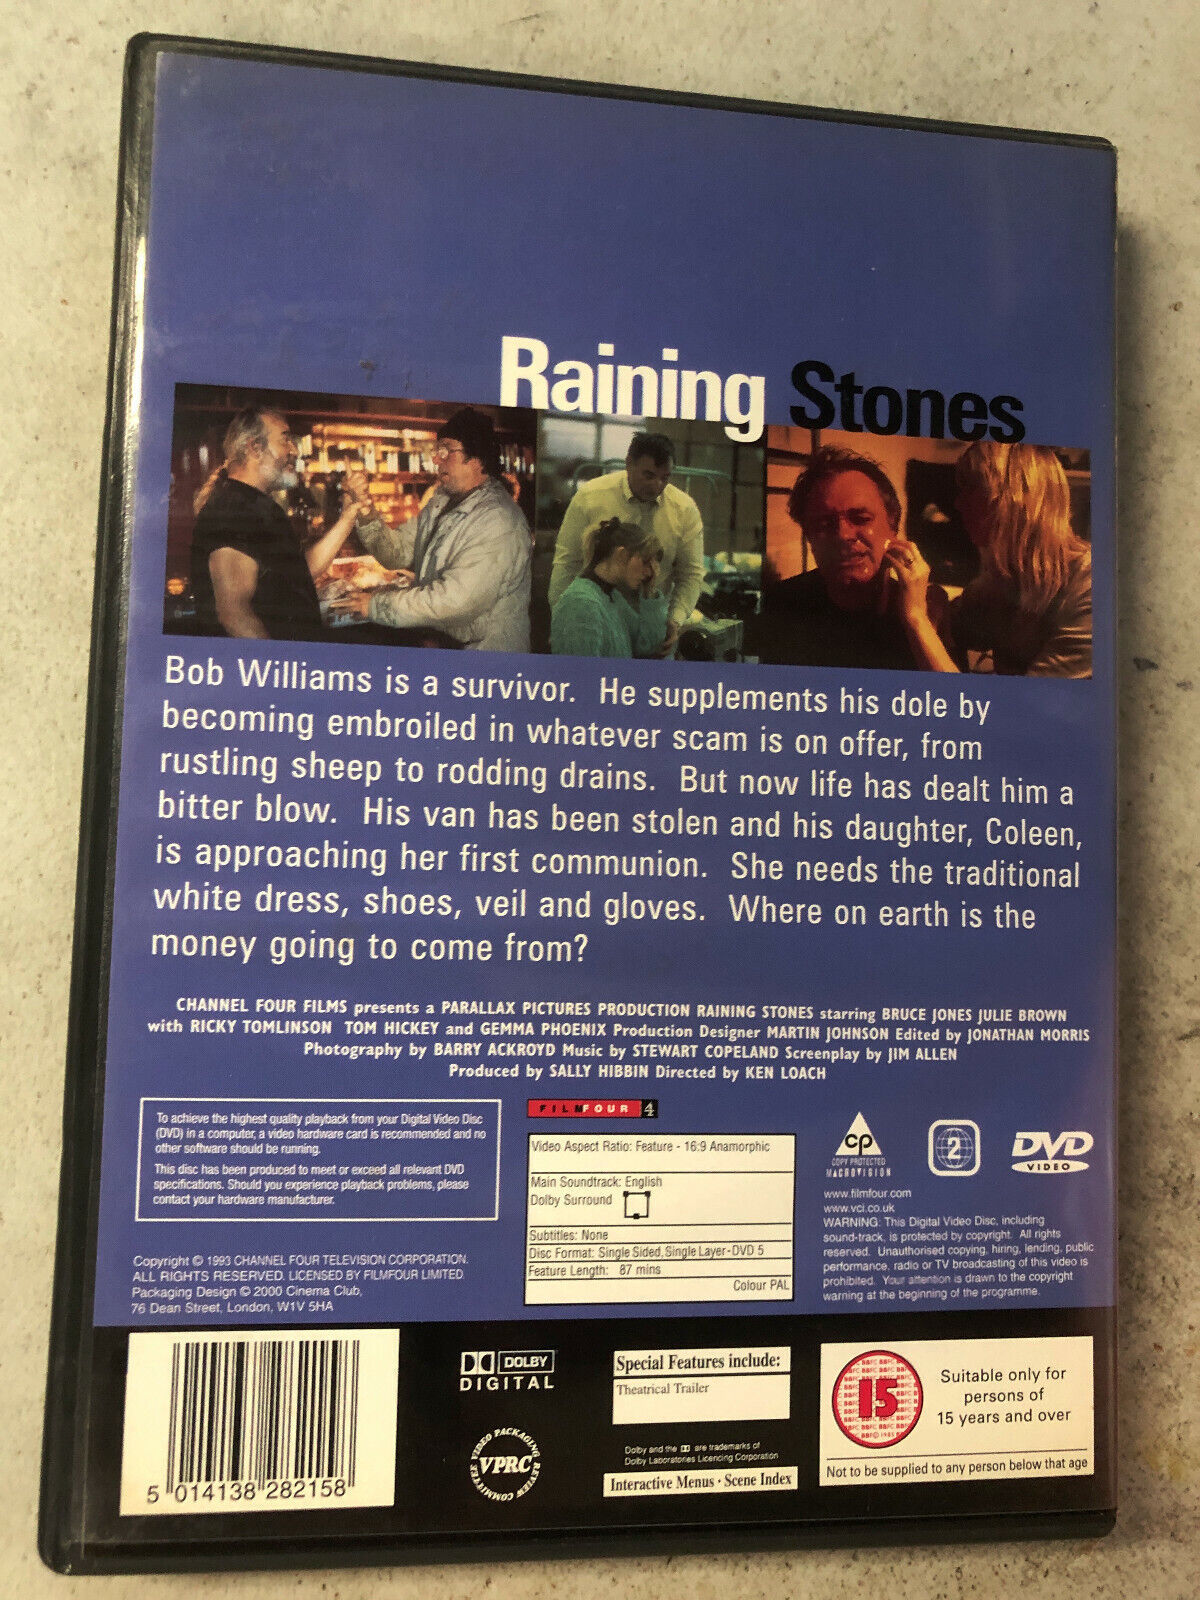 Raining Stones
Bob Williams is a survivor. He supplements his dole by
becoming embroiled in whatever scam is on offer, from
rustling sheep to rodding drains. But now life has dealt him a
bitter blow. His van has been stolen and his daughter, Coleen,
is approaching her first communion. She needs the traditional
white dress, shoes, veil and gloves. Where on earth is the
money going to come from?
CHANNEL FOUR FILMS presents a PARALLAX PICTURES PRODUCTION RAINING STONES starring BRUCE JONES JULIE BROWN
with RICKY TOMLINSON TOM HICKEY and GEMMA PHOENIX Production Designer MARTIN JOHNSON Edited by JONATHAN MORRIS
Photography by BARRY ACKROYD Music by STEWART COPELAND Screenplay by JIM ALLEN
Produced by SALLY HIBBIN Directed by KEN LOACH
To achieve the highest quality playback from your Digital Video Disc
(DVD) in a computer, a video hardware card is recommended and no
other software should be running.
This disc has been produced to meet or exceed all relevant DVD
specifications. Should you experience playback problems, please
contact your hardware manufacturer.
Copyright © 1993 CHANNEL FOUR TELEVISION CORPORATION.
ALL RIGHTS RESERVED. LICENSED BY FILMFOUR LIMITED.
Packaging Design © 2000 Cinema Club,
76 Dean Street, London, W1V 5HA
FILMFOUR 4
Video Aspect Ratio: Feature - 16:9 Anamorphic
Main Soundtrack: English
Dolby Surround
Subtitles: None
Disc Format: Single Sided, Single Layer - DVD 5
Feature Length: 87 mins
Colour PAL
cp
COPY PROTECTED
MACROVISION
2
DVD
VIDEO
www.filmfour.com
www.vci.co.uk
WARNING: This Digital Video Disc, including
sound-track, is protected by copyright. All rights
reserved. Unauthorised copying, hiring, lending, public
performance, radio or TV broadcasting of this video is
prohibited. Your attention is drawn to the copyright
warning at the beginning of the programme.
5 014138 282158
DOLBY
DIGITAL
VIDEO PACKAGING REVIEW COMMITTEE
VPRC
Special Features include:
Theatrical Trailer
Dolby and the DD are trademarks of
Dolby Laboratories Licencing Corporation
Interactive Menus · Scene Index
15
BBFC © 1985
Suitable only for
persons of
15 years and over
Not to be supplied to any person below that age